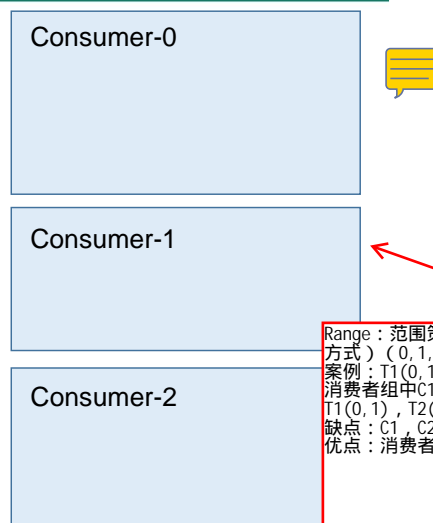 Consumer-0
Consumer-1
Consumer-2
Range：范围策
方式）（0,1,
案例：T1(0,1
消费者组中C1
T1(0,1)，T2(
缺点：C1，C2
优点：消费者